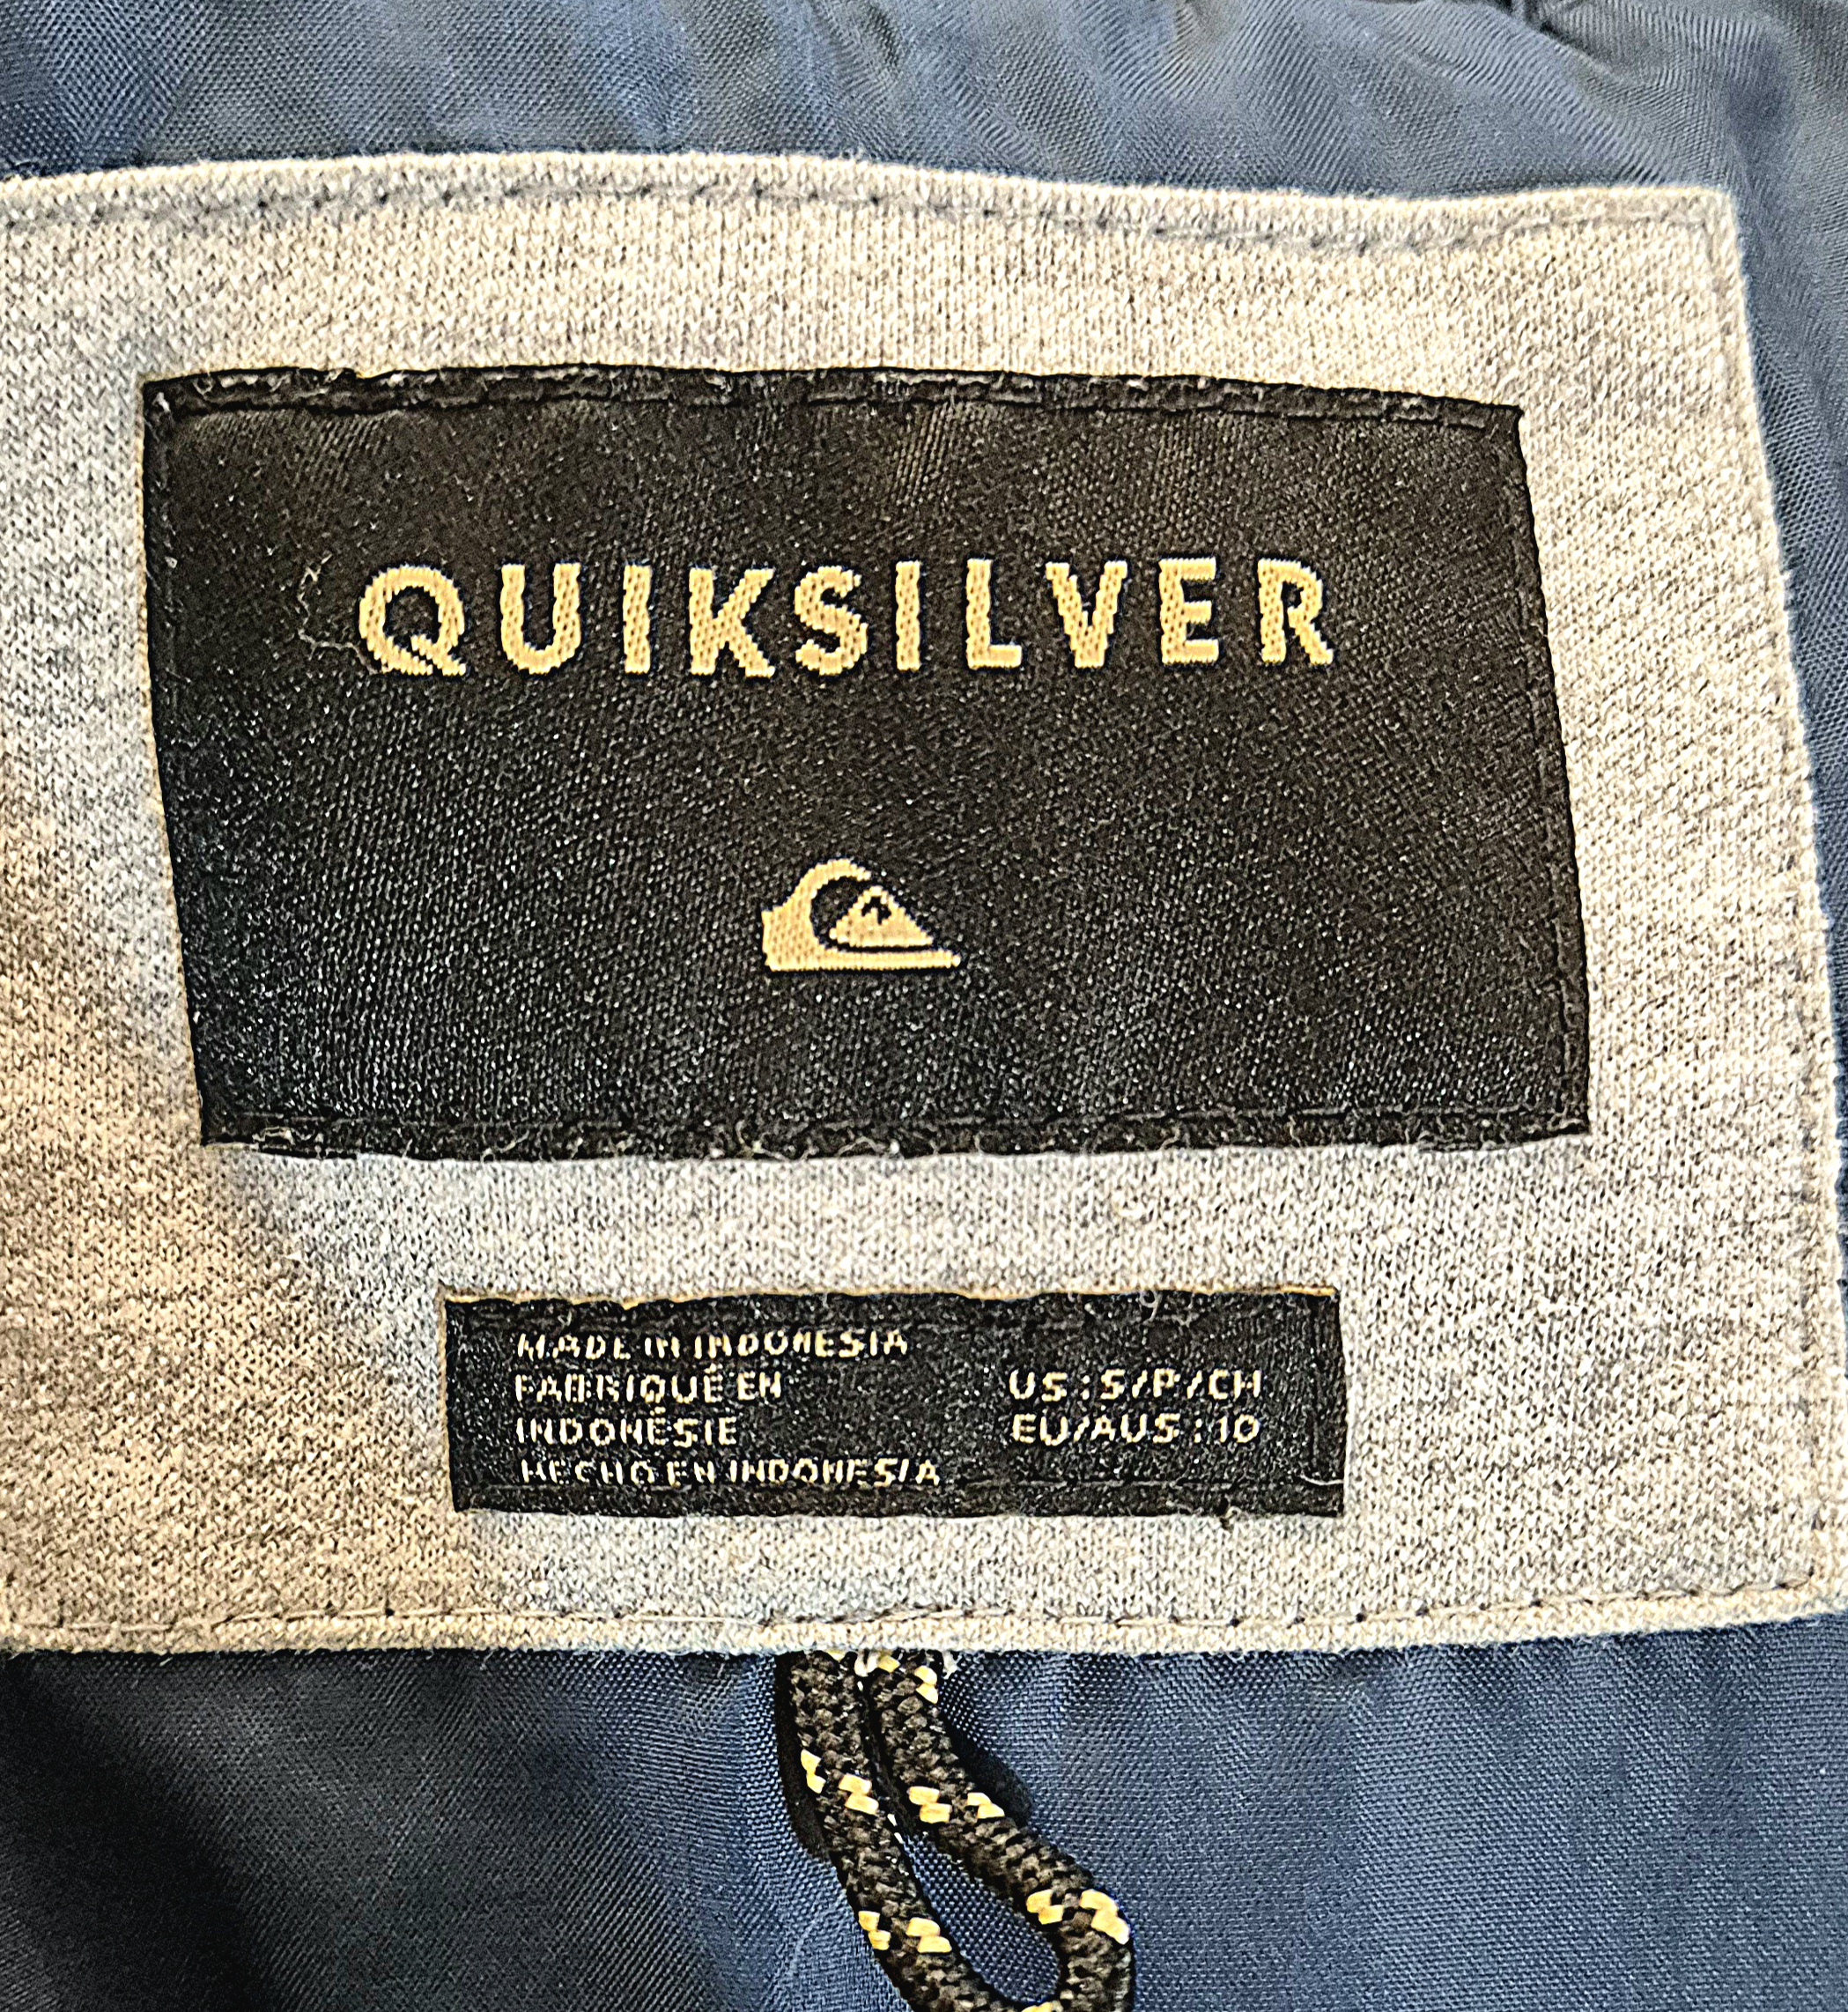 QUIKSILVER
MADE IN INDONESIA
FABRIQUÉ EN
INDONÉSIE
HECHO EN INDONESIA
US : S/P/CH
EU/AUS : 10